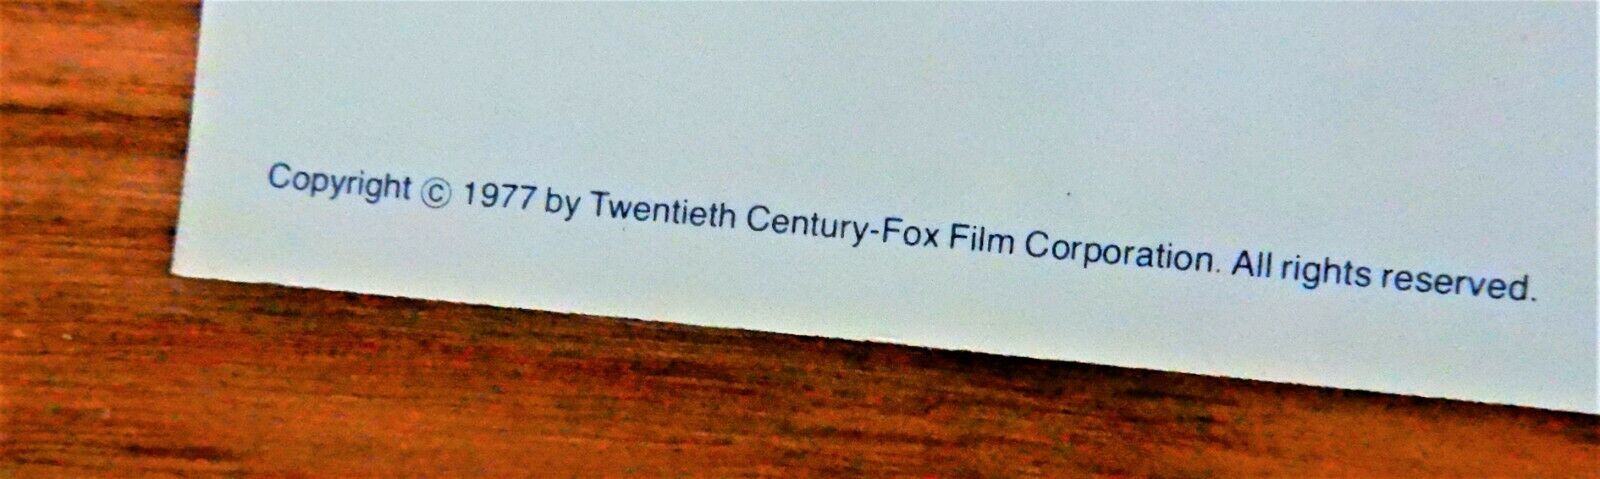 Copyright © 1977 by Twentieth Century-Fox Film Corporation. All rights reserved.